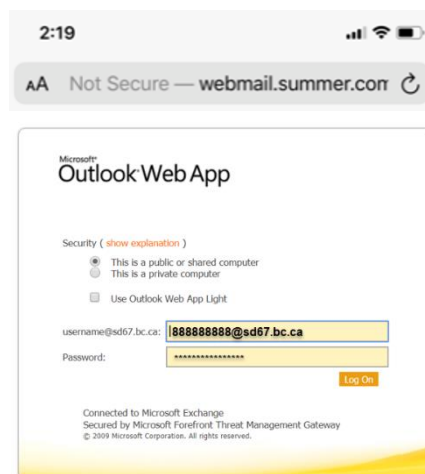 2:19
AA Not Secure — webmail.summer.com
Microsoft®
Outlook Web App
Security ( show explanation )
This is a public or shared computer
This is a private computer
Use Outlook Web App Light
username@sd67.bc.ca: 888888888@sd67.bc.ca
Password: ****************
Log On
Connected to Microsoft Exchange
Secured by Microsoft Forefront Threat Management Gateway
© 2009 Microsoft Corporation. All rights reserved.